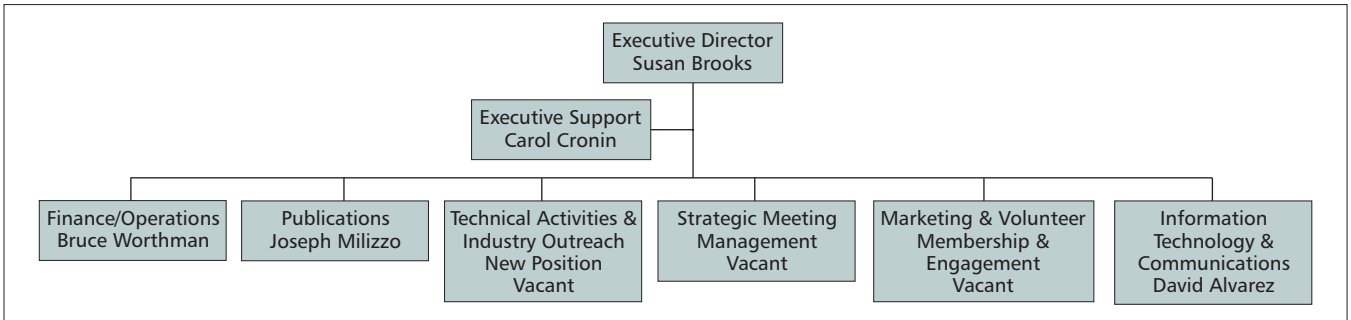 Executive Director
Susan Brooks
Executive Support
Carol Cronin
Finance/Operations
Bruce Worthman
Publications
Joseph Milizzo
Technical Activities &
Industry Outreach
New Position
Vacant
Strategic Meeting
Management
Vacant
Marketing & Volunteer
Membership &
Engagement
Vacant
Information
Technology &
Communications
David Alvarez